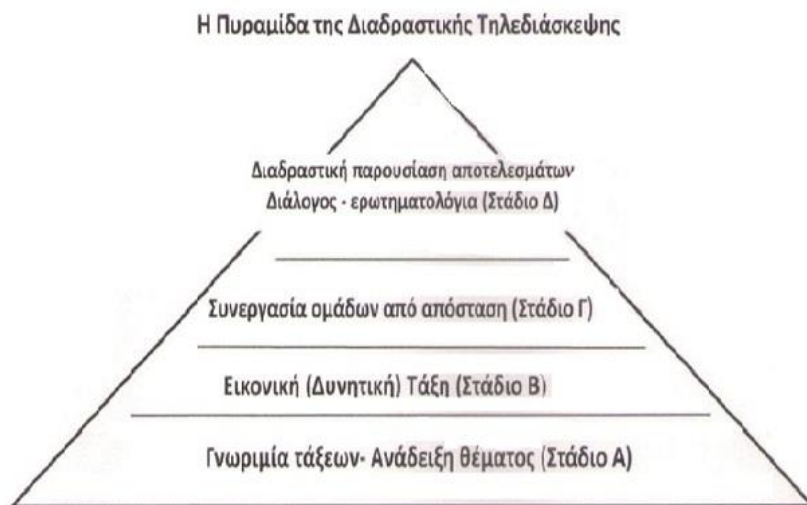 Η Πυραμίδα της Διαδραστικής Τηλεδιάσκεψης
Διαδραστική παρουσίαση αποτελεσμάτων
Διάλογος - ερωτηματολόγια (Στάδιο Δ)
Συνεργασία ομάδων από απόσταση (Στάδιο Γ)
Εικονική (Δυνητική) Τάξη (Στάδιο Β)
Γνωριμία τάξεων- Ανάδειξη θέματος (Στάδιο Α)